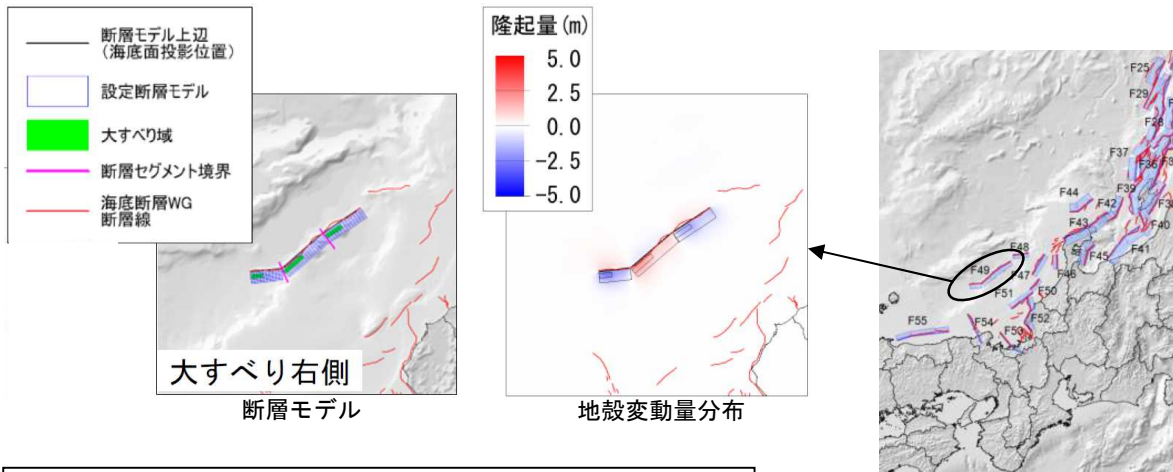 断層モデル上辺
(海底面投影位置)
設定断層モデル
大すべり域
断層セグメント境界
海底断層WG
断層線
大すべり右側
断層モデル
隆起量(m)
5.0
2.5
0.0
-2.5
-5.0
地殻変動量分布
F25
F29
F28
F37
F36
F44
F42
F39
F43
F40
F41
F45
F48
F49
F47
F46
F51
F50
F52
F54
F53
F55